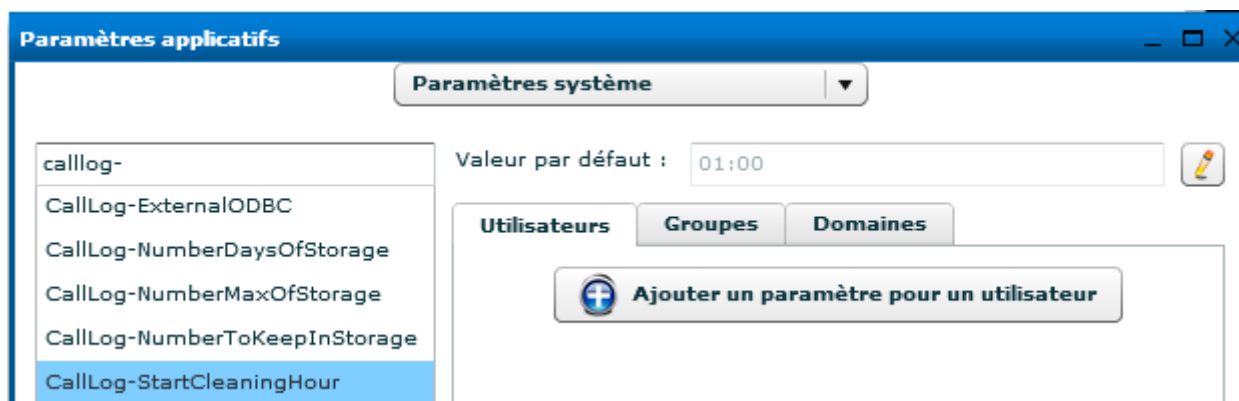 Paramètres applicatifs
Paramètres système
calllog-
CallLog-ExternalODBC
CallLog-NumberDaysOfStorage
CallLog-NumberMaxOfStorage
CallLog-NumberToKeepInStorage
CallLog-StartCleaningHour
Valeur par défaut :
01:00
Utilisateurs
Groupes
Domaines
Ajouter un paramètre pour un utilisateur